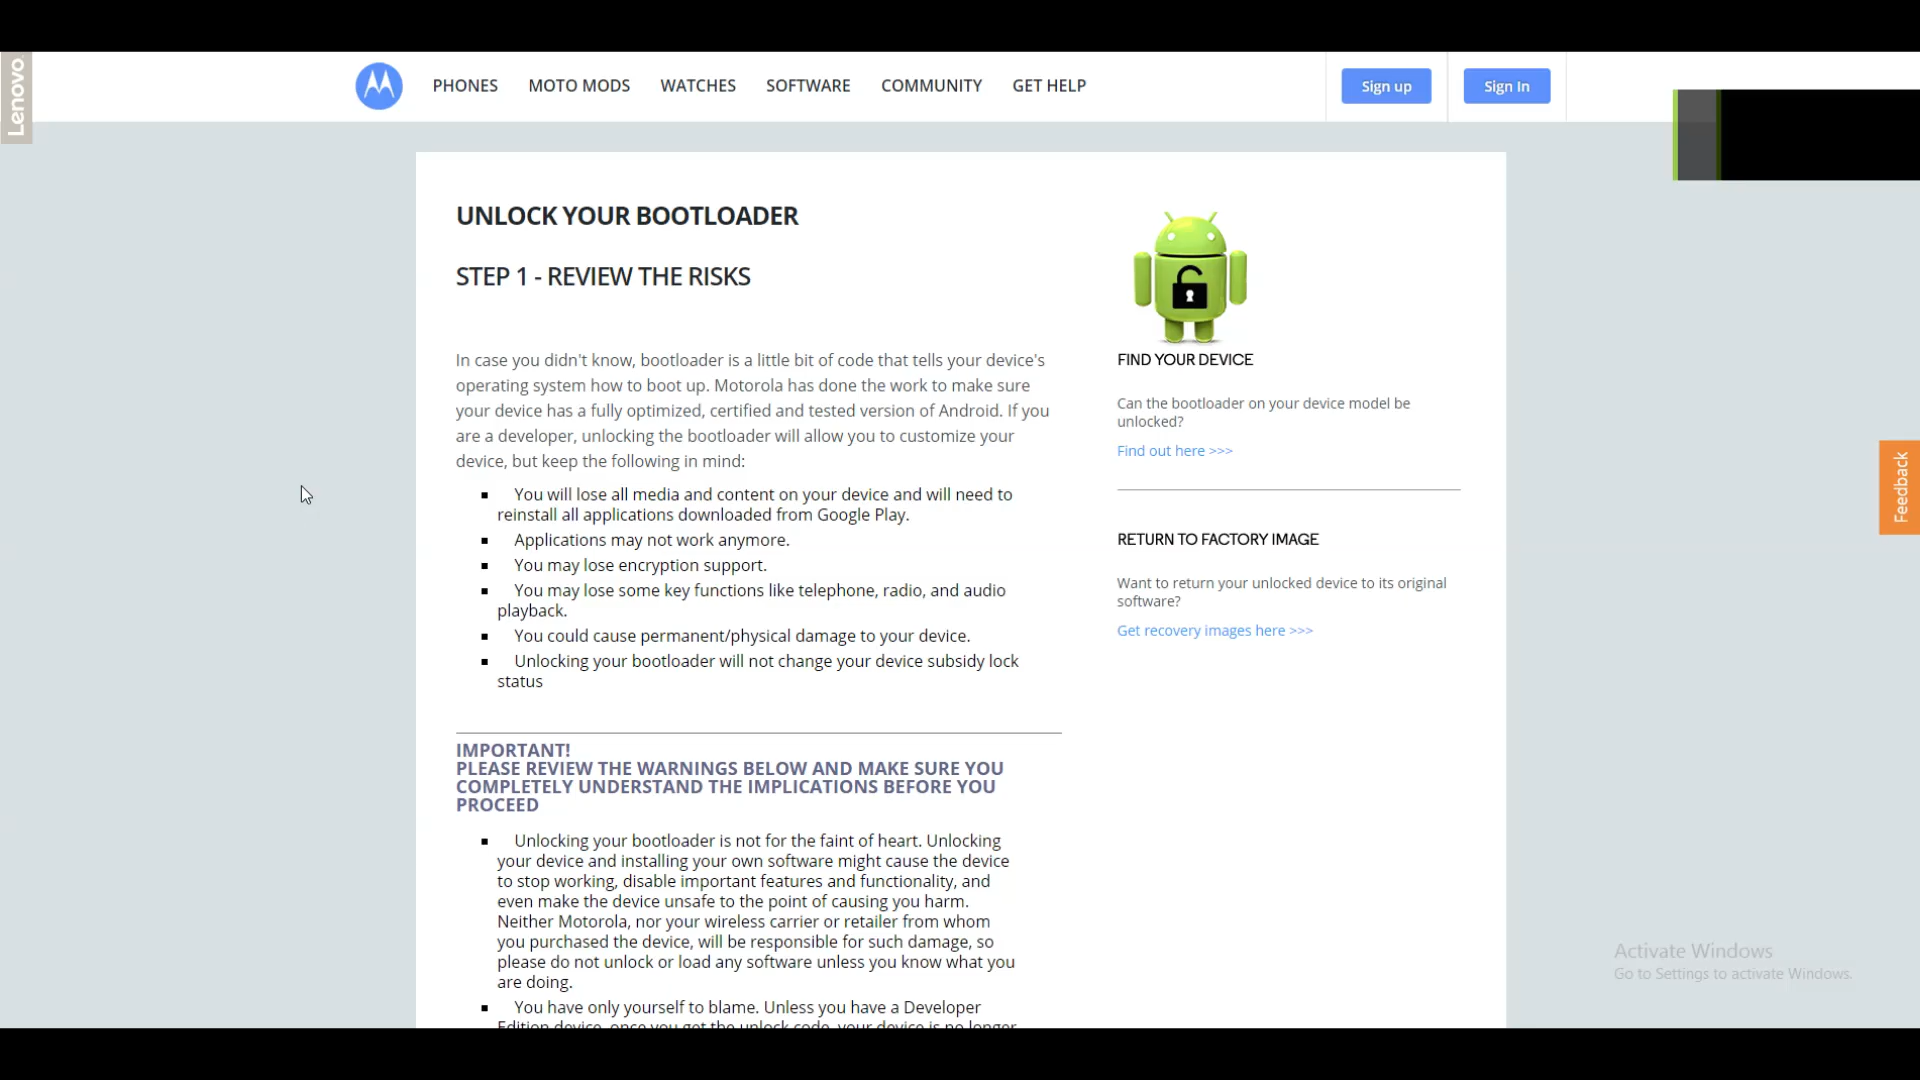 Lenovo
PHONES MOTO MODS WATCHES SOFTWARE COMMUNITY GET HELP
Sign up Sign In
UNLOCK YOUR BOOTLOADER
STEP 1 - REVIEW THE RISKS
In case you didn't know, bootloader is a little bit of code that tells your device's
operating system how to boot up. Motorola has done the work to make sure
your device has a fully optimized, certified and tested version of Android. If you
are a developer, unlocking the bootloader will allow you to customize your
device, but keep the following in mind:
You will lose all media and content on your device and will need to
reinstall all applications downloaded from Google Play.
Applications may not work anymore.
You may lose encryption support.
You may lose some key functions like telephone, radio, and audio
playback.
You could cause permanent/physical damage to your device.
Unlocking your bootloader will not change your device subsidy lock
status
IMPORTANT!
PLEASE REVIEW THE WARNINGS BELOW AND MAKE SURE YOU
COMPLETELY UNDERSTAND THE IMPLICATIONS BEFORE YOU
PROCEED
Unlocking your bootloader is not for the faint of heart. Unlocking
your device and installing your own software might cause the device
to stop working, disable important features and functionality, and
even make the device unsafe to the point of causing you harm.
Neither Motorola, nor your wireless carrier or retailer from whom
you purchased the device, will be responsible for such damage, so
please do not unlock or load any software unless you know what you
are doing.
You have only yourself to blame. Unless you have a Developer
Edition device, once you get the unlock code, your device is no longer
FIND YOUR DEVICE
Can the bootloader on your device model be
unlocked?
Find out here >>>
RETURN TO FACTORY IMAGE
Want to return your unlocked device to its original
software?
Get recovery images here >>>
Feedback
Activate Windows
Go to Settings to activate Windows.